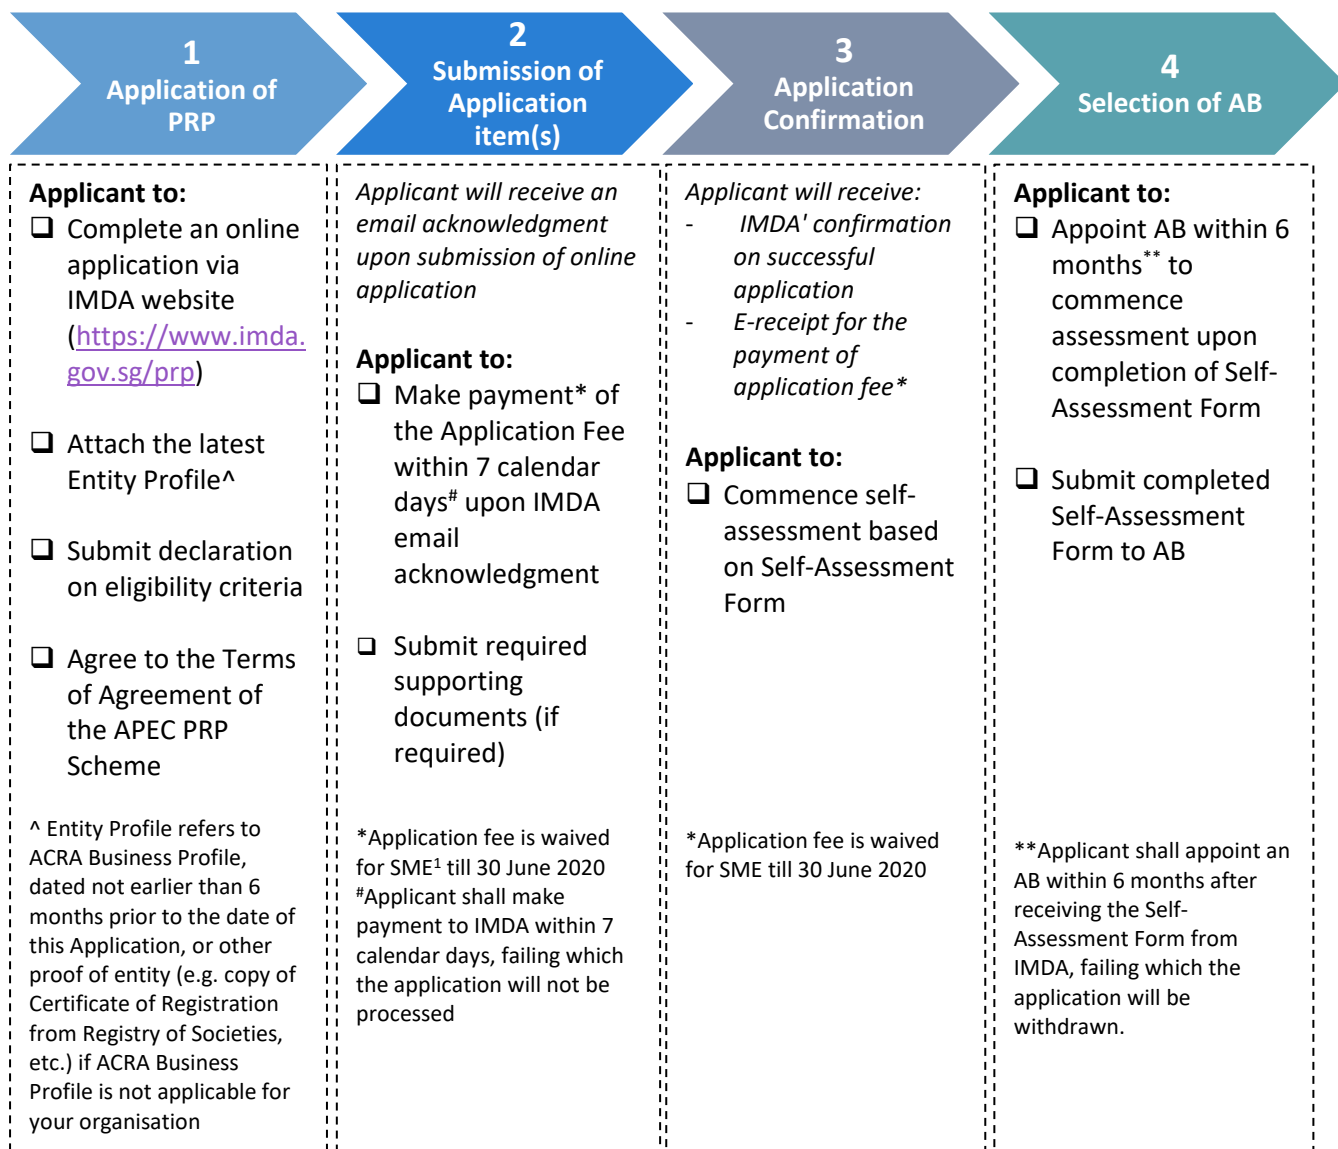 1
Application of
PRP
2
Submission of
Application
item(s)
3
Application
Confirmation
4
Selection of AB
Applicant to:
❑ Complete an online
application via
IMDA website
(https://www.imda.
gov.sg/prp)
❑ Attach the latest
Entity Profile^
❑ Submit declaration
on eligibility criteria
❑ Agree to the Terms
of Agreement of
the APEC PRP
Scheme
^ Entity Profile refers to
ACRA Business Profile,
dated not earlier than 6
months prior to the date of
this Application, or other
proof of entity (e.g. copy of
Certificate of Registration
from Registry of Societies,
etc.) if ACRA Business
Profile is not applicable for
your organisation
Applicant will receive an
email acknowledgment
upon submission of online
application
Applicant to:
❑ Make payment* of
the Application Fee
within 7 calendar
days# upon IMDA
email
acknowledgment
❑ Submit required
supporting
documents (if
required)
*Application fee is waived
for SME1 till 30 June 2020
#Applicant shall make
payment to IMDA within 7
calendar days, failing which
the application will not be
processed
Applicant will receive:
- IMDA' confirmation
on successful
application
- E-receipt for the
payment of
application fee*
Applicant to:
❑ Commence self-
assessment based
on Self-Assessment
Form
*Application fee is waived
for SME till 30 June 2020
Applicant to:
❑ Appoint AB within 6
months** to
commence
assessment upon
completion of Self-
Assessment Form
❑ Submit completed
Self-Assessment
Form to AB
**Applicant shall appoint an
AB within 6 months after
receiving the Self-
Assessment Form from
IMDA, failing which the
application will be
withdrawn.